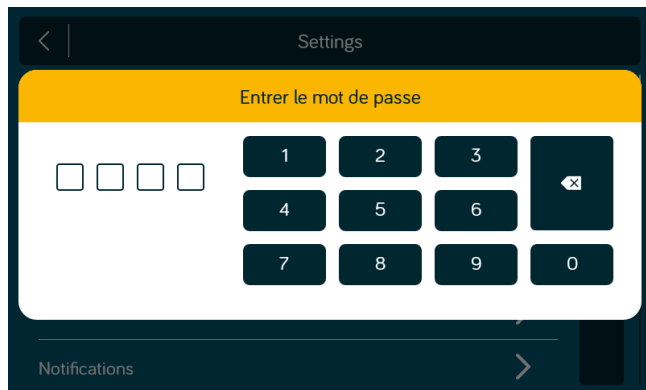 Settings
Entrer le mot de passe
1 2 3
4 5 6
7 8 9 0
Notifications